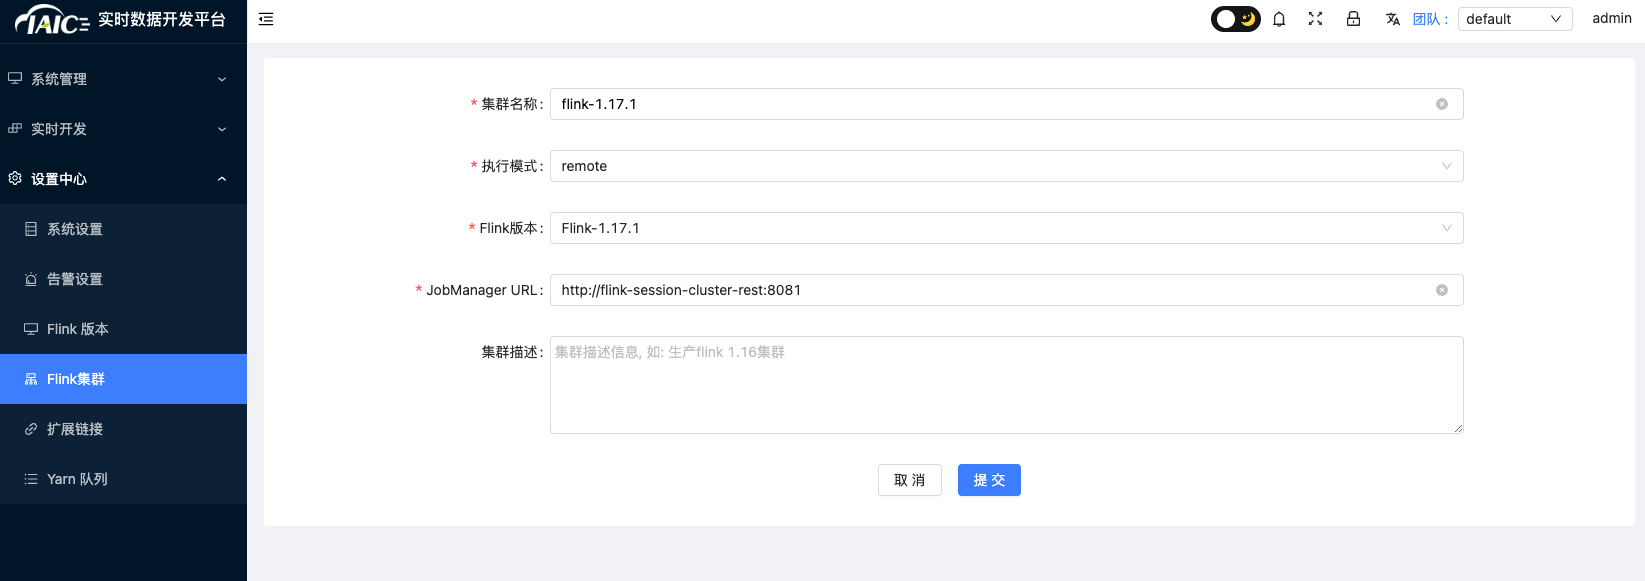 IAIC 实时数据开发平台
团队 :
default
admin
系统管理
实时开发
设置中心
系统设置
告警设置
Flink 版本
Flink集群
扩展链接
Yarn 队列
* 集群名称 :
flink-1.17.1
* 执行模式 :
remote
* Flink版本 :
Flink-1.17.1
* JobManager URL :
http://flink-session-cluster-rest:8081
集群描述 :
集群描述信息, 如: 生产flink 1.16集群
取 消
提 交